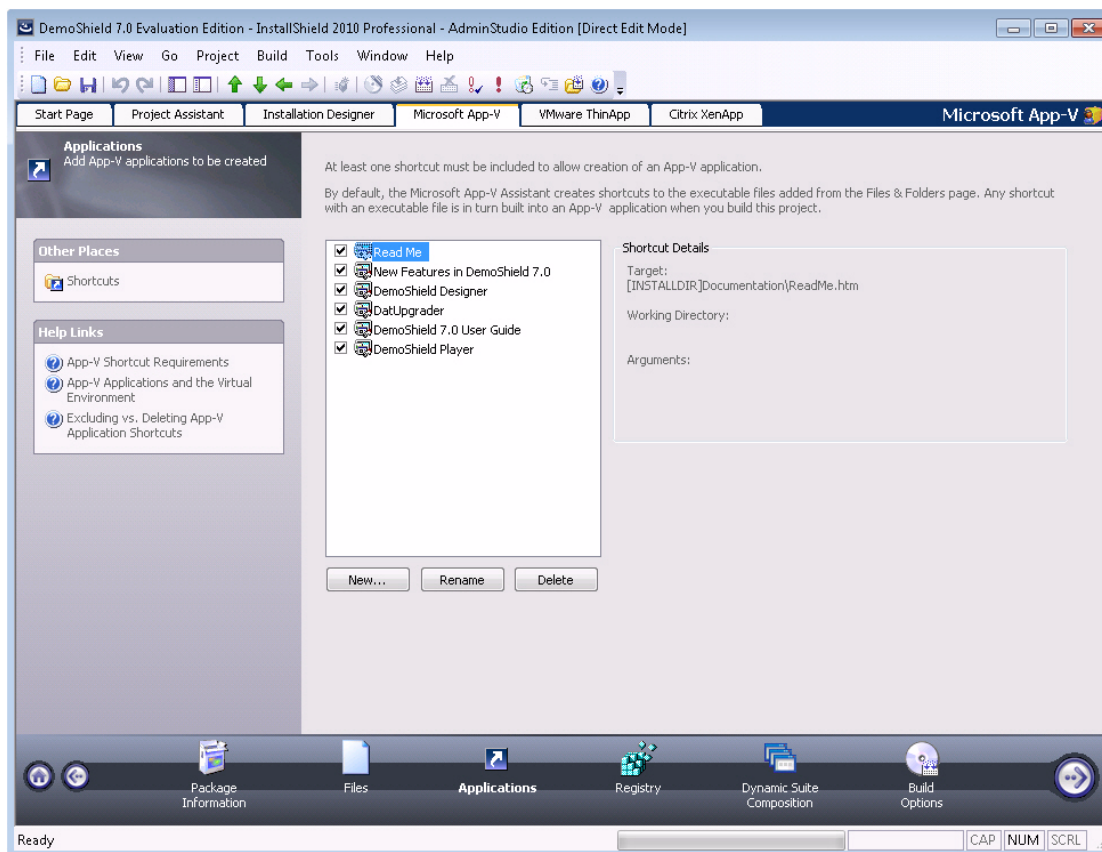 DemoShield 7.0 Evaluation Edition - InstallShield 2010 Professional - AdminStudio Edition [Direct Edit Mode]
File Edit View Go Project Build Tools Window Help
Start Page Project Assistant Installation Designer Microsoft App-V VMware ThinApp Citrix XenApp Microsoft App-V
Applications
Add App-V applications to be created
At least one shortcut must be included to allow creation of an App-V application.
By default, the Microsoft App-V Assistant creates shortcuts to the executable files added from the Files & Folders page. Any shortcut
with an executable file is in turn built into an App-V application when you build this project.
Other Places
Shortcuts
Help Links
App-V Shortcut Requirements
App-V Applications and the Virtual
Environment
Excluding vs. Deleting App-V
Application Shortcuts
Read Me
New Features in DemoShield 7.0
DemoShield Designer
DatUpgrader
DemoShield 7.0 User Guide
DemoShield Player
Shortcut Details
Target:
[INSTALLDIR]Documentation\ReadMe.htm
Working Directory:
Arguments:
New... Rename Delete
Package
Information
Files
Applications
Registry
Dynamic Suite
Composition
Build
Options
Ready
CAP NUM SCRL